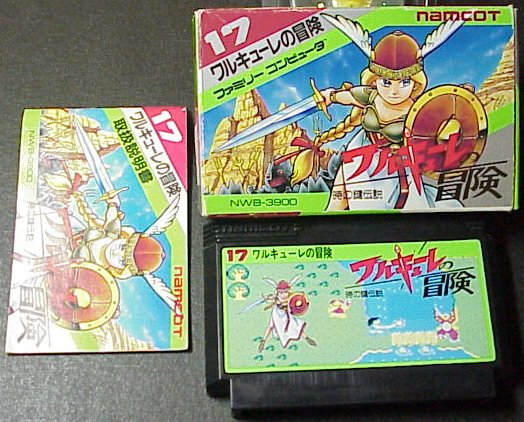 17
ワルキューレの冒険
ファミリー コンピュータ
namcot
ワルキューレの
冒険
時の鍵伝説
NWB-3900
17
ワルキューレの冒険
取扱説明書
NWB-3900
namcot
冒険
17 ワルキューレの冒険
ワルキューレの
冒険
時の鍵伝説